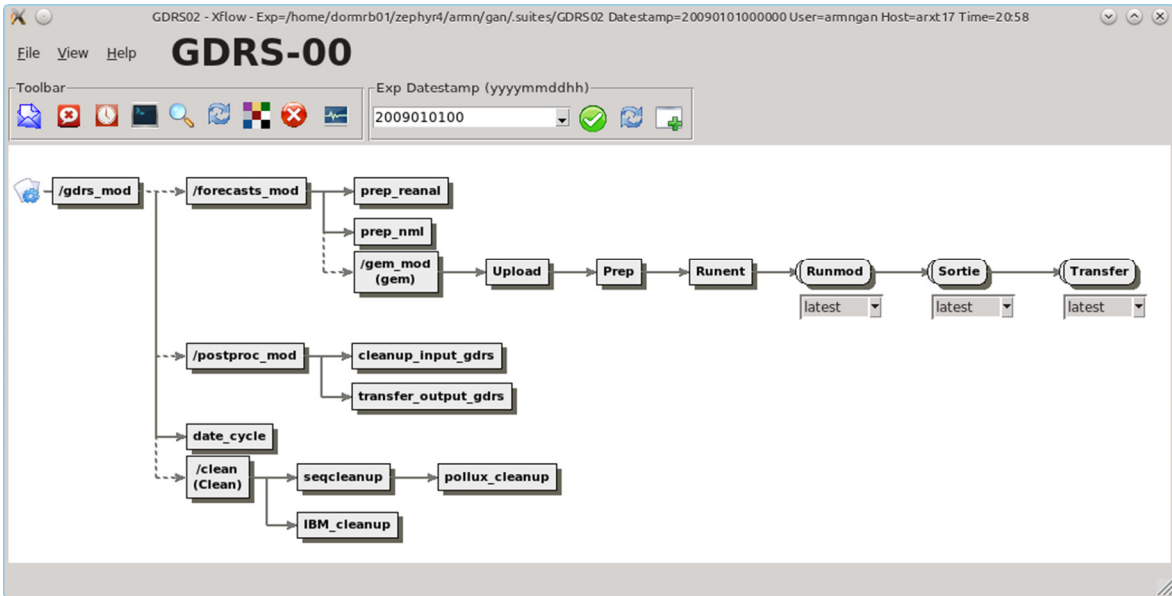 GDRS02 - Xflow - Exp=/home/dormrb01/zephyr4/armn/gan/.suites/GDRS02 Datestamp=20090101000000 User=armngan Host=arxt17 Time=20:58
File View Help GDRS-00
Toolbar Exp Datestamp (yyyymmddhh)
2009010100
/gdrs_mod /forecasts_mod prep_reanal
prep_nml
/gem_mod
(gem) Upload Prep Runent Runmod Sortie Transfer
latest latest latest
/postproc_mod cleanup_input_gdrs
transfer_output_gdrs
date_cycle
/clean
(Clean) seqcleanup pollux_cleanup
IBM_cleanup